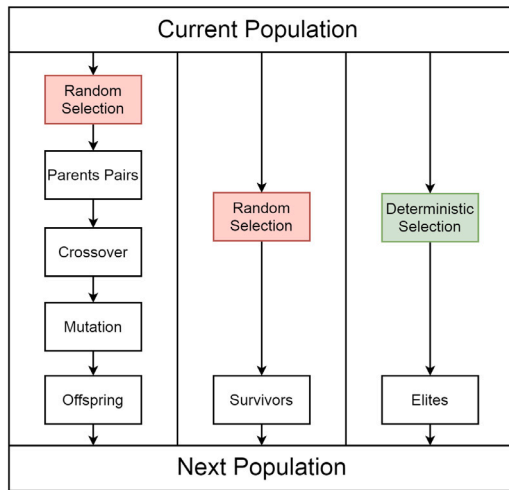 Current Population
Random
Selection
Parents Pairs
Crossover
Mutation
Offspring
Random
Selection
Survivors
Deterministic
Selection
Elites
Next Population